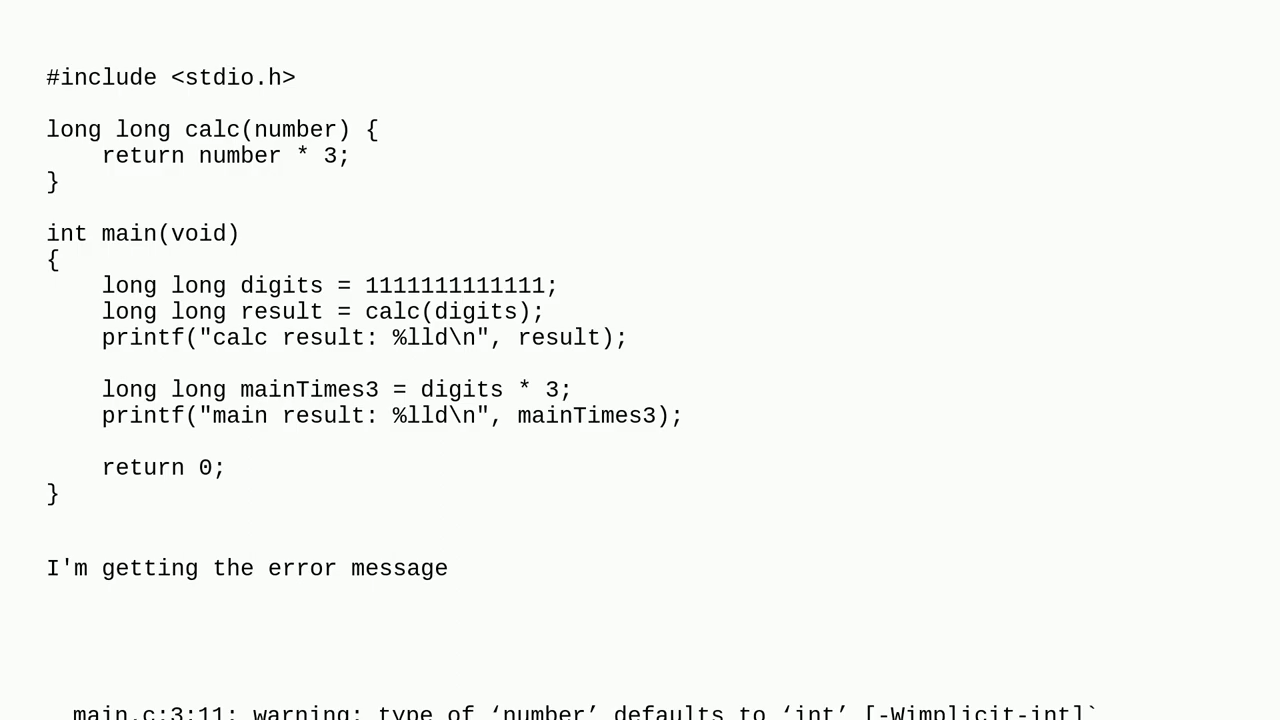 #include <stdio.h>
long long calc(number) {
    return number * 3;
}
int main(void)
{
    long long digits = 1111111111111;
    long long result = calc(digits);
    printf("calc result: %lld\n", result);
    long long mainTimes3 = digits * 3;
    printf("main result: %lld\n", mainTimes3);
    return 0;
}
I'm getting the error message
main.c:3:11: warning: type of ‘number’ defaults to ‘int’ [-Wimplicit-int]`